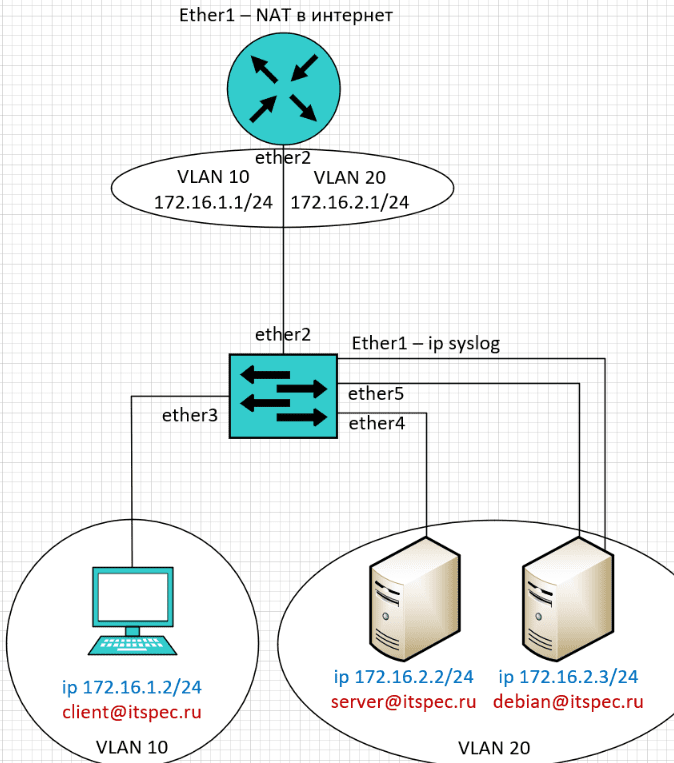 Ether1 – NAT в интернет
ether2
VLAN 10
172.16.1.1/24
VLAN 20
172.16.2.1/24
ether2
Ether1 – ip syslog
ether5
ether3
ether4
ip 172.16.1.2/24
client@itspec.ru
VLAN 10
ip 172.16.2.2/24
server@itspec.ru
ip 172.16.2.3/24
debian@itspec.ru
VLAN 20